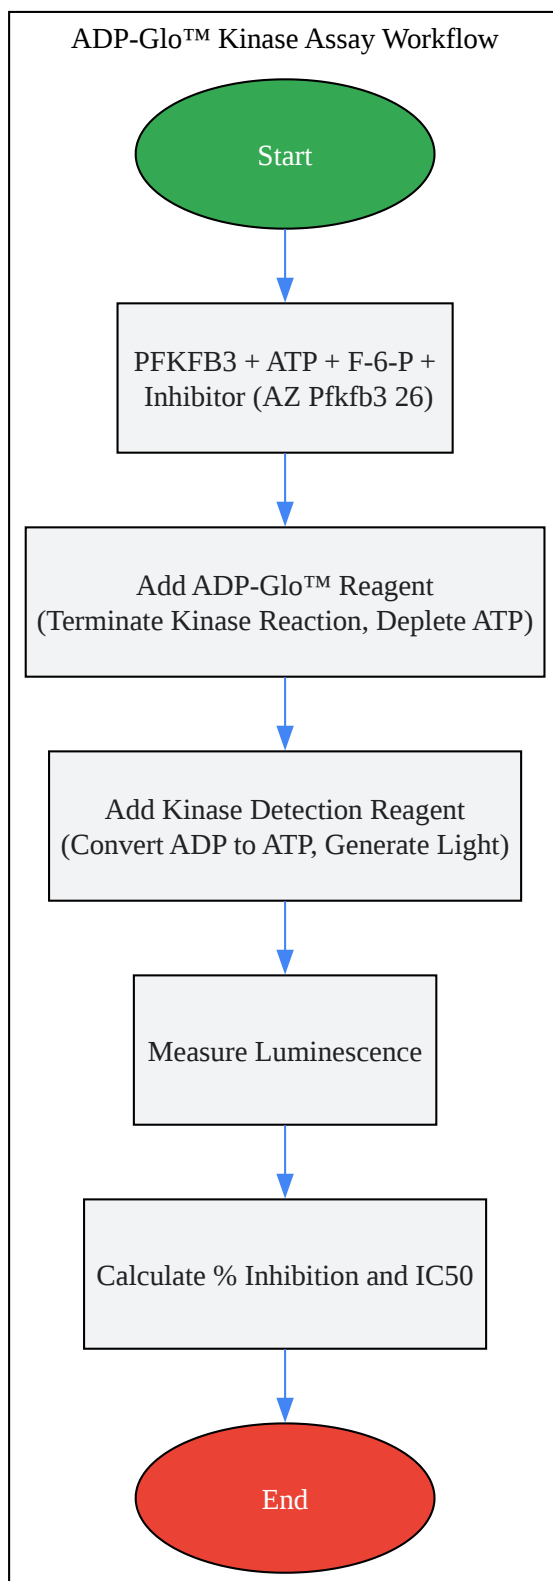 ADP-Glo™ Kinase Assay Workflow
Start
PFKFB3 + ATP + F-6-P +
Inhibitor (AZ Pfkfb3 26)
Add ADP-Glo™ Reagent
(Terminate Kinase Reaction, Deplete ATP)
Add Kinase Detection Reagent
(Convert ADP to ATP, Generate Light)
Measure Luminescence
Calculate % Inhibition and IC50
End